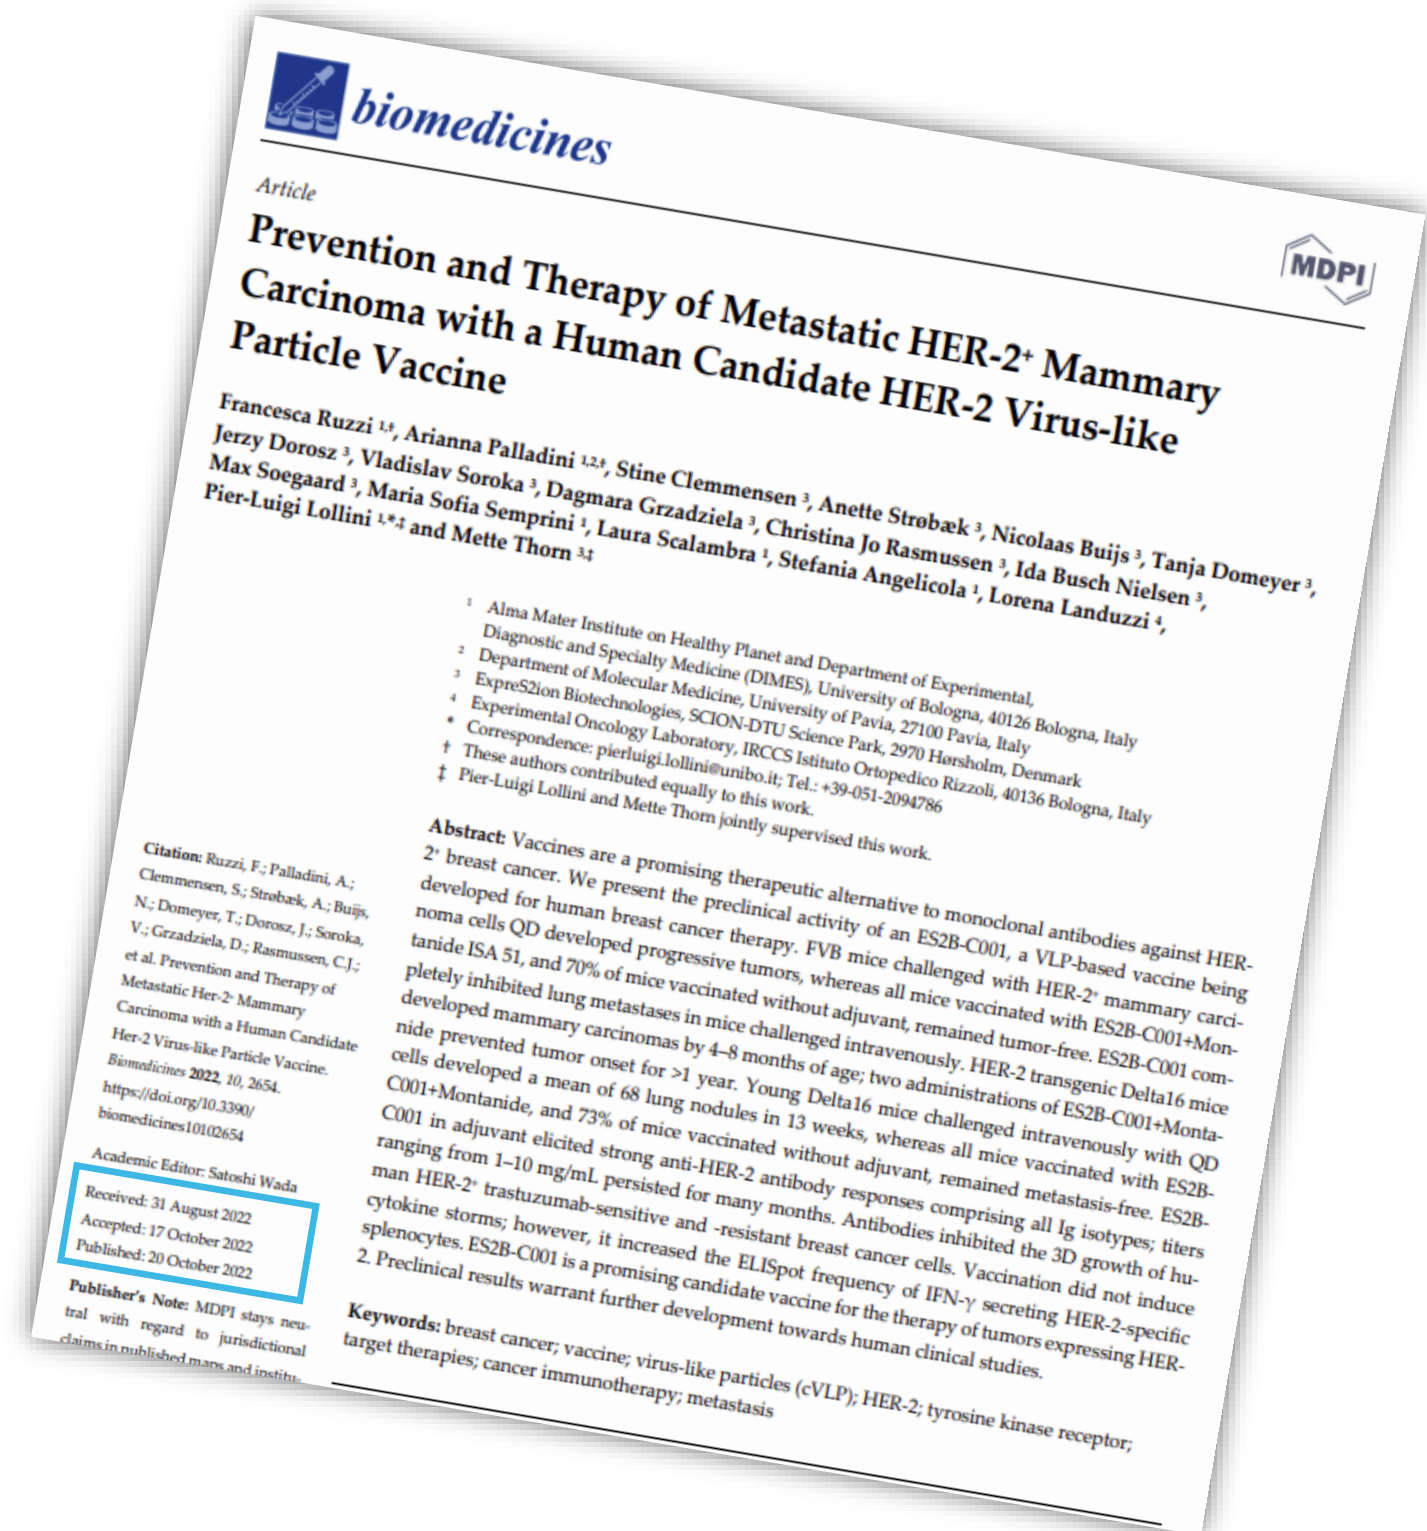 biomedicines
MDPI
Article
Prevention and Therapy of Metastatic HER-2+ Mammary
Carcinoma with a Human Candidate HER-2 Virus-like
Particle Vaccine
Francesca Ruzzi 1,†, Arianna Palladini 1,2,†, Stine Clemmensen 3, Anette Strøbæk 3, Nicolaas Buijs 3, Tanja Domeyer 3,
Jerzy Dorosz 3, Vladislav Soroka 3, Dagmara Grzadziela 3, Christina Jo Rasmussen 3, Ida Busch Nielsen 3,
Max Soegaard 3, Maria Sofia Semprini 1, Laura Scalambra 1, Stefania Angelicola 1, Lorena Landuzzi 4,
Pier-Luigi Lollini 1,*,‡ and Mette Thorn 3,‡
1 Alma Mater Institute on Healthy Planet and Department of Experimental,
Diagnostic and Specialty Medicine (DIMES), University of Bologna, 40126 Bologna, Italy
2 Department of Molecular Medicine, University of Pavia, 27100 Pavia, Italy
3 ExpreS2ion Biotechnologies, SCION-DTU Science Park, 2970 Hørsholm, Denmark
4 Experimental Oncology Laboratory, IRCCS Istituto Ortopedico Rizzoli, 40136 Bologna, Italy
* Correspondence: pierluigi.lollini@unibo.it; Tel.: +39-051-2094786
† These authors contributed equally to this work.
‡ Pier-Luigi Lollini and Mette Thorn jointly supervised this work.
Abstract: Vaccines are a promising therapeutic alternative to monoclonal antibodies against HER-
2+ breast cancer. We present the preclinical activity of an ES2B-C001, a VLP-based vaccine being
developed for human breast cancer therapy. FVB mice challenged with HER-2+ mammary carci-
noma cells QD developed progressive tumors, whereas all mice vaccinated with ES2B-C001+Mon-
tanide ISA 51, and 70% of mice vaccinated without adjuvant, remained tumor-free. ES2B-C001 com-
pletely inhibited lung metastases in mice challenged intravenously. HER-2 transgenic Delta16 mice
developed mammary carcinomas by 4–8 months of age; two administrations of ES2B-C001+Monta-
nide prevented tumor onset for >1 year. Young Delta16 mice challenged intravenously with QD
cells developed a mean of 68 lung nodules in 13 weeks, whereas all mice vaccinated with ES2B-
C001+Montanide, and 73% of mice vaccinated without adjuvant, remained metastasis-free. ES2B-
C001 in adjuvant elicited strong anti-HER-2 antibody responses comprising all Ig isotypes; titers
ranging from 1–10 mg/mL persisted for many months. Antibodies inhibited the 3D growth of hu-
man HER-2+ trastuzumab-sensitive and -resistant breast cancer cells. Vaccination did not induce
cytokine storms; however, it increased the ELISpot frequency of IFN-γ secreting HER-2-specific
splenocytes. ES2B-C001 is a promising candidate vaccine for the therapy of tumors expressing HER-
2. Preclinical results warrant further development towards human clinical studies.
Keywords: breast cancer; vaccine; virus-like particles (cVLP); HER-2; tyrosine kinase receptor;
target therapies; cancer immunotherapy; metastasis
Citation: Ruzzi, F.; Palladini, A.;
Clemmensen, S.; Strøbæk, A.; Buijs,
N.; Domeyer, T.; Dorosz, J.; Soroka,
V.; Grzadziela, D.; Rasmussen, C.J.;
et al. Prevention and Therapy of
Metastatic Her-2+ Mammary
Carcinoma with a Human Candidate
Her-2 Virus-like Particle Vaccine.
Biomedicines 2022, 10, 2654.
https://doi.org/10.3390/
biomedicines10102654
Academic Editor: Satoshi Wada
Received: 31 August 2022
Accepted: 17 October 2022
Published: 20 October 2022
Publisher's Note: MDPI stays neu-
tral with regard to jurisdictional
claims in published maps and institu-